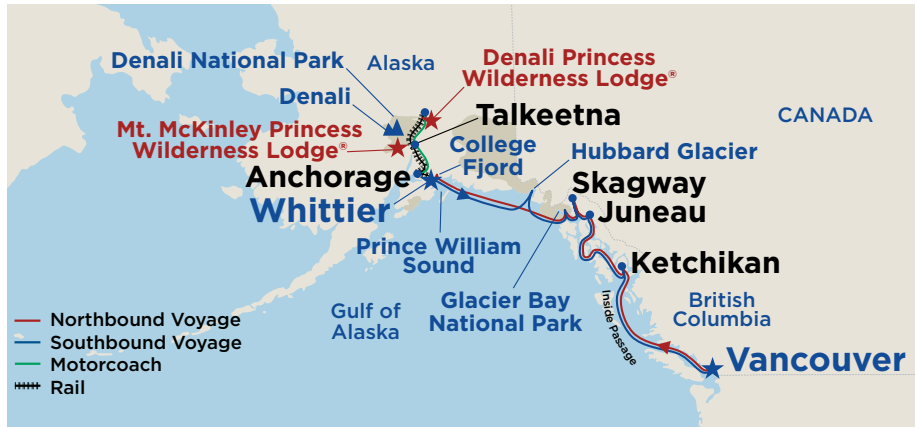 Denali National Park
Alaska
Denali Princess
Wilderness Lodge®
Denali
Talkeetna
CANADA
Mt. McKinley Princess
Wilderness Lodge®
College
Fjord
Hubbard Glacier
Anchorage
Skagway
Whittier
Juneau
Prince William
Sound
Ketchikan
Glacier Bay
National Park
Gulf of
Alaska
Inside Passage
British
Columbia
Vancouver
Northbound Voyage
Southbound Voyage
Motorcoach
Rail